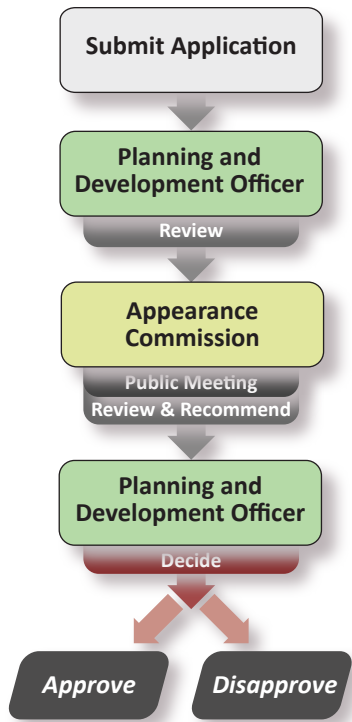 Submit Application
Planning and
Development Officer
Review
Appearance
Commission
Public Meeting
Review & Recommend
Planning and
Development Officer
Decide
Approve
Disapprove